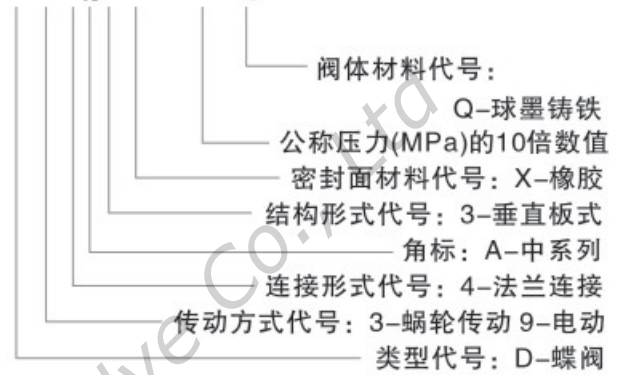 阀体材料代号：
Q-球墨铸铁
公称压力(MPa)的10倍数值
密封面材料代号：X-橡胶
结构形式代号：3-垂直板式
角标：A-中系列
连接形式代号：4-法兰连接
传动方式代号：3-蜗轮传动 9-电动
类型代号：D-蝶阀
lve Co., Ltd